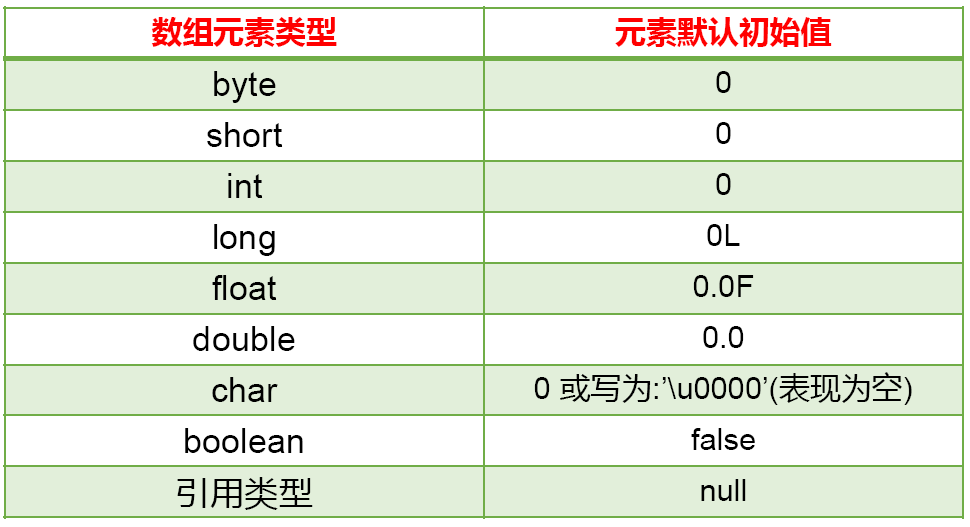 数组元素类型 元素默认初始值
byte 0
short 0
int 0
long 0L
float 0.0F
double 0.0
char 0 或写为:’\u0000’(表现为空)
boolean false
引用类型 null